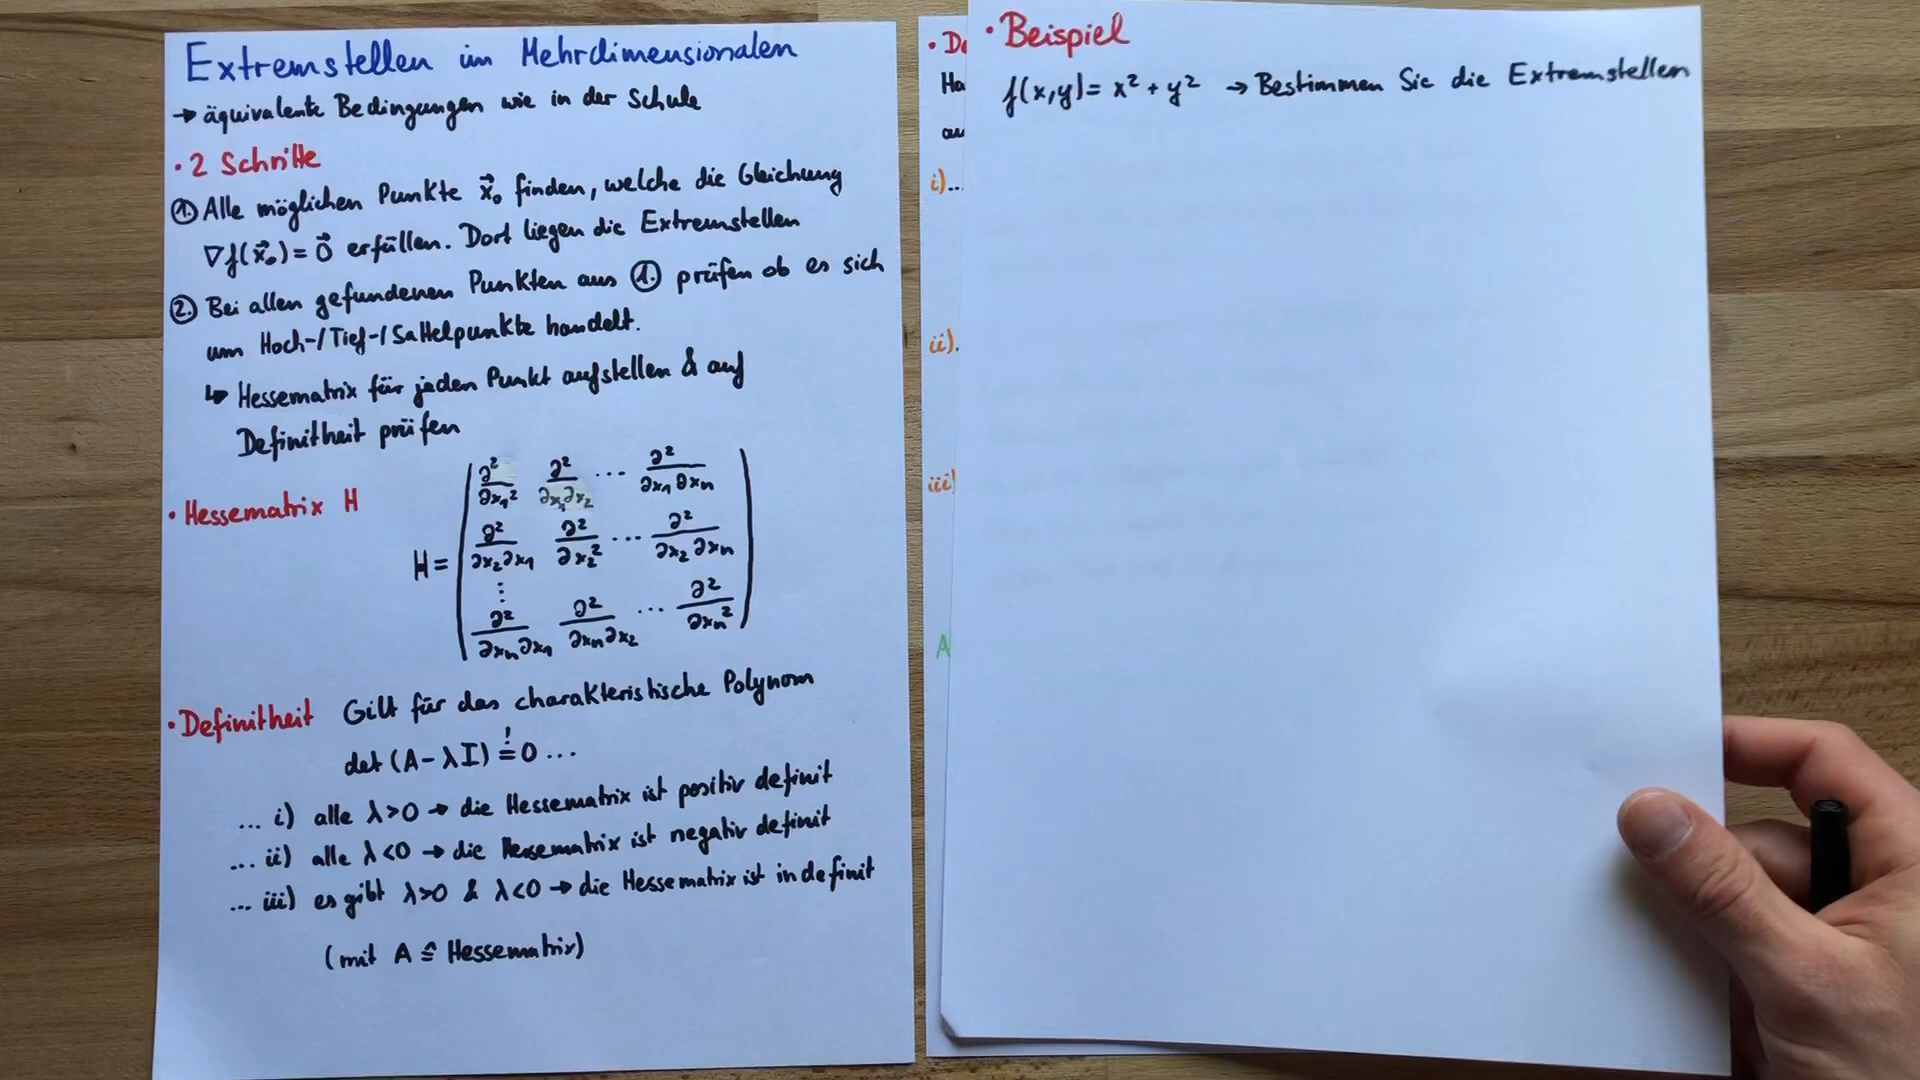 Extremstellen im Mehrdimensionalen
→ äquivalente Bedingungen wie in der Schule
• 2 Schritte
① Alle möglichen Punkte x⃗₀ finden, welche die Gleichung
∇f(x⃗₀) = 0⃗ erfüllen. Dort liegen die Extremstellen
② Bei allen gefundenen Punkten aus ① prüfen ob es sich
um Hoch-/Tief-/Sattelpunkte handelt.
↳ Hessematrix für jeden Punkt aufstellen & auf
Definitheit prüfen
• Hessematrix H
∂²/∂x₁² ∂²/∂x₁∂x₂ ⋯ ∂²/∂x₁∂xₙ
H = ∂²/∂x₂∂x₁ ∂²/∂x₂² ⋯ ∂²/∂x₂∂xₙ
⋮
∂²/∂xₙ∂x₁ ∂²/∂xₙ∂x₂ ⋯ ∂²/∂xₙ²
• Definitheit Gilt für das charakteristische Polynom
det (A - λI) =! 0 ...
... i) alle λ>0 → die Hessematrix ist positiv definit
... ii) alle λ<0 → die Hessematrix ist negativ definit
... iii) es gibt λ>0 & λ<0 → die Hessematrix ist indefinit
(mit A ≙ Hessematrix)
i)..
ii).
iii)
A
• Beispiel
f(x,y) = x² + y² → Bestimmen Sie die Extremstellen